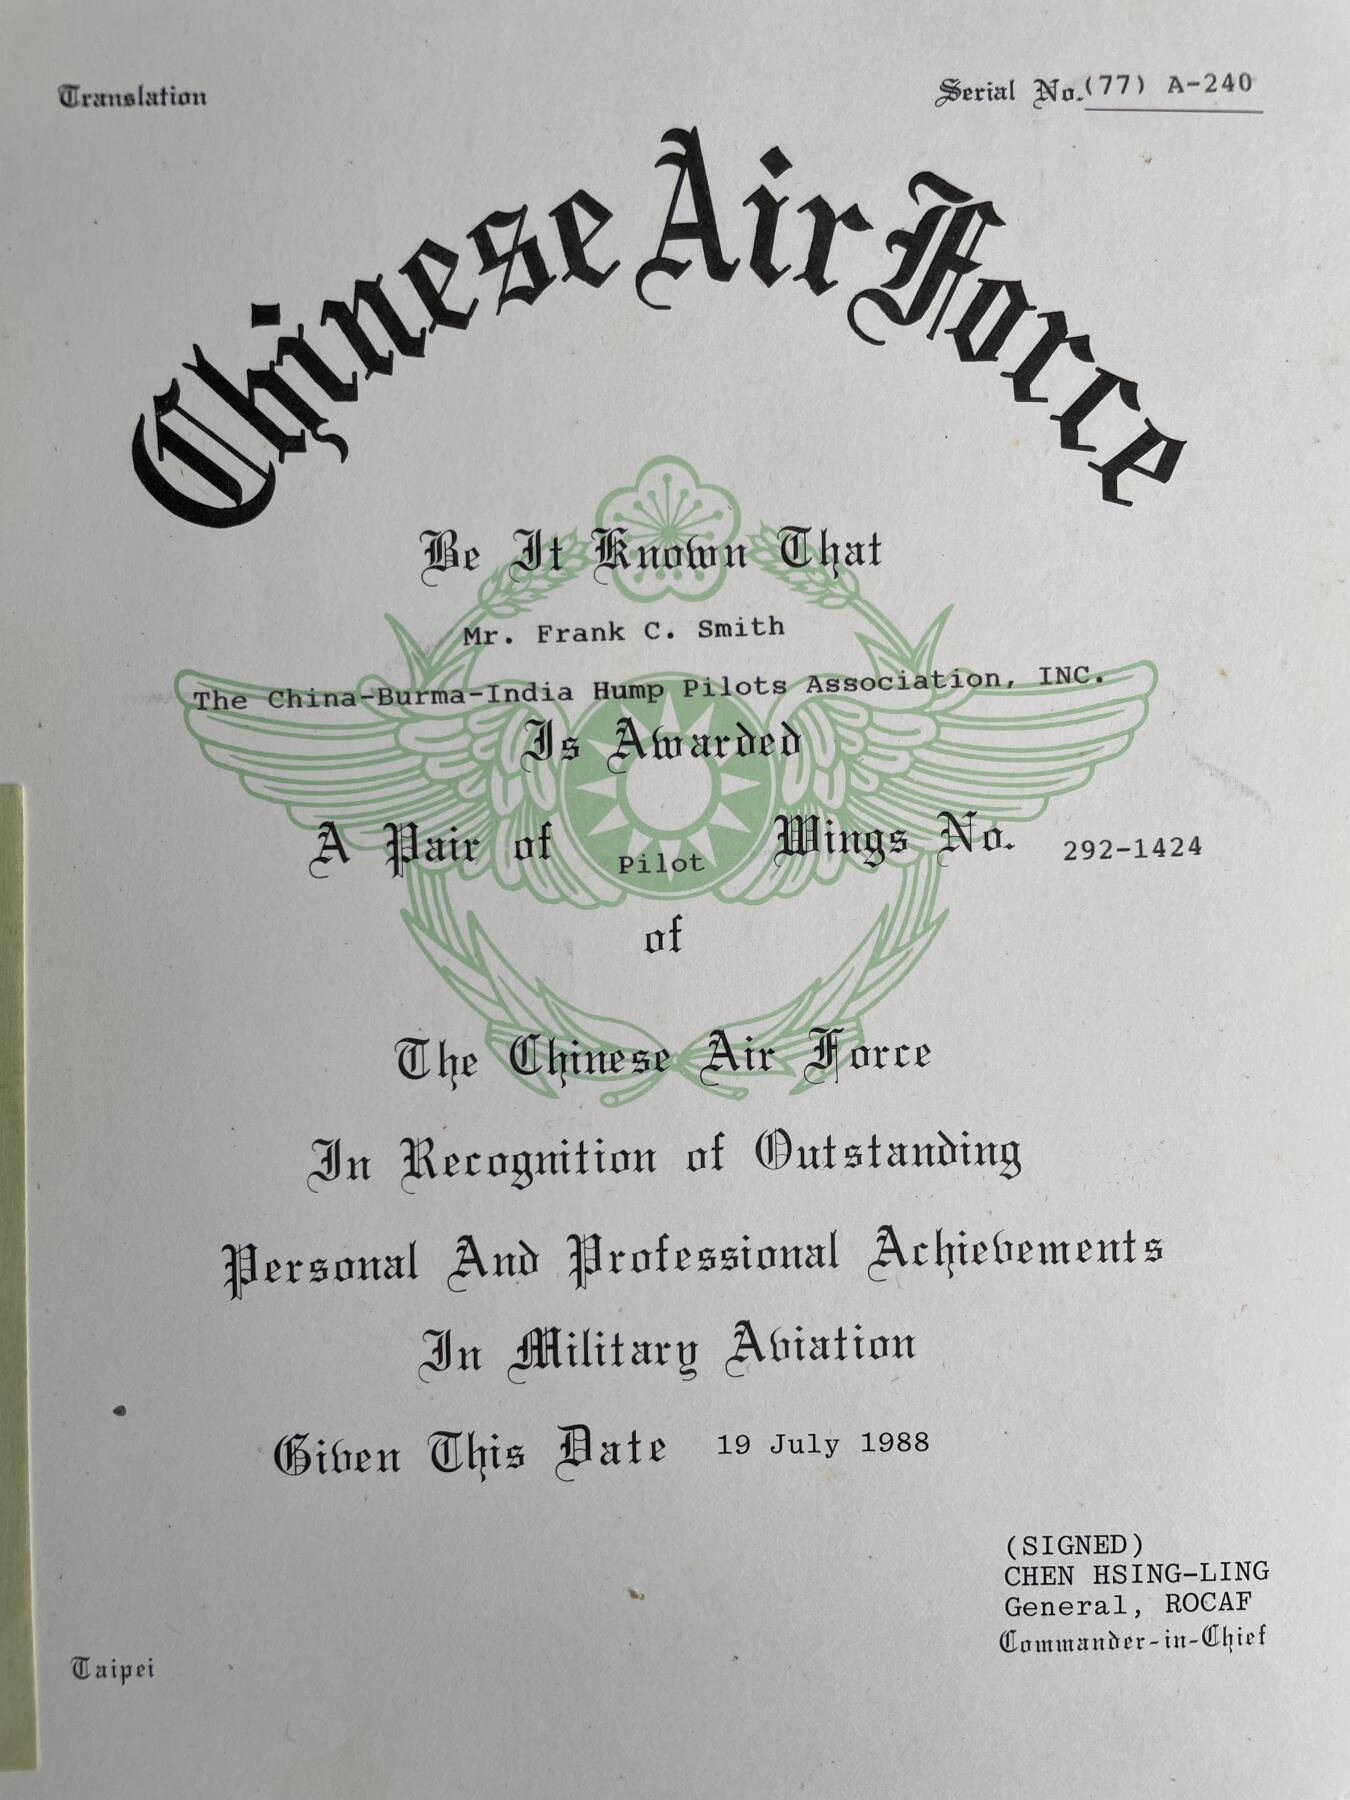 Translation
Serial No.(77) A-240
Chinese Air Force
Be It Known That
Mr. Frank C. Smith
The China-Burma-India Hump Pilots Association, INC.
Is Awarded
A Pair of Pilot Wings No. 292-1424
of
The Chinese Air Force
In Recognition of Outstanding
Personal And Professional Achievements
In Military Aviation
Given This Date 19 July 1988
(SIGNED)
CHEN HSING-LING
General, ROCAF
Commander-in-Chief
Taipei